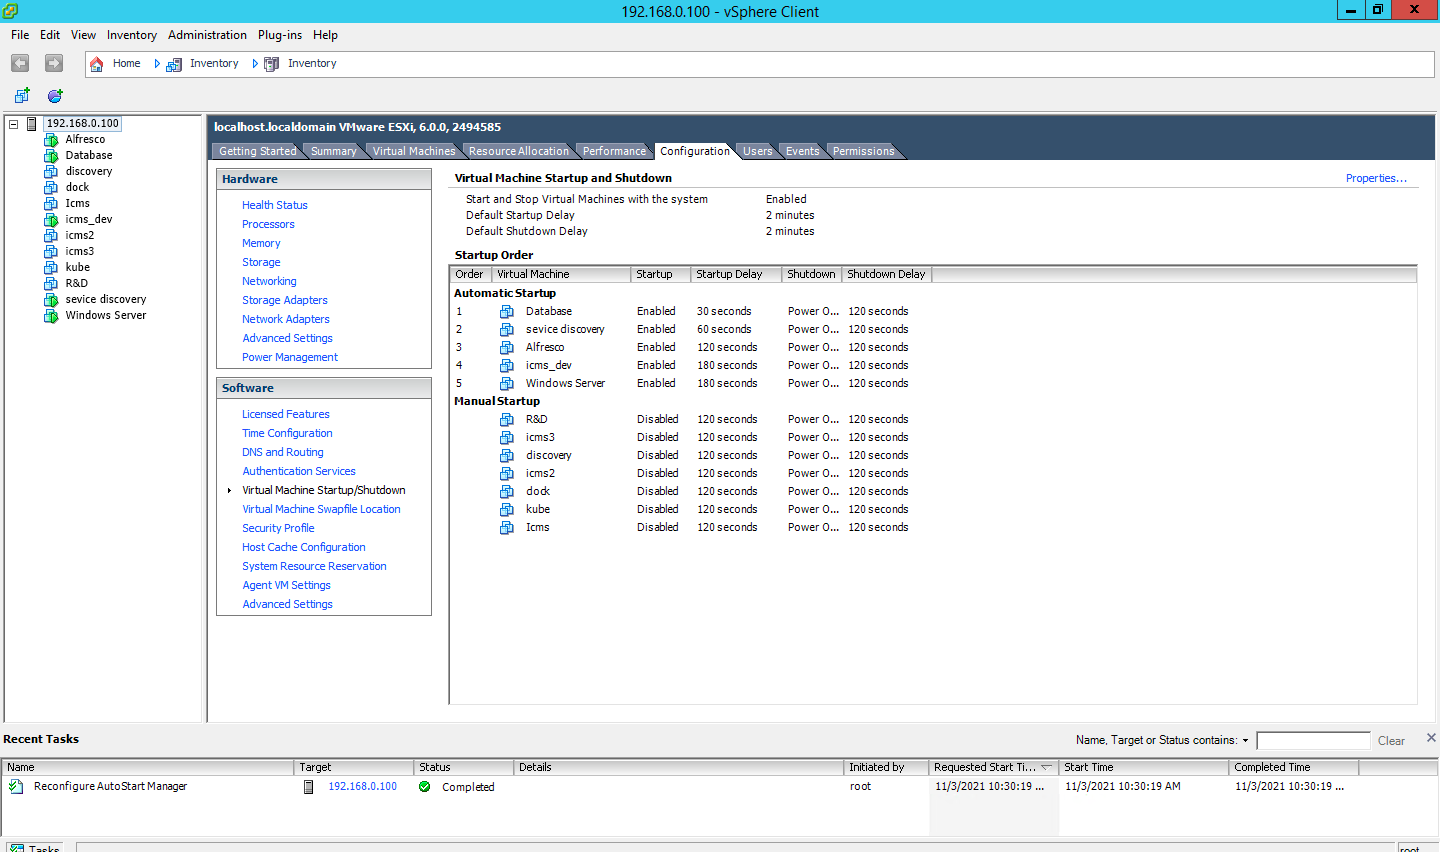 192.168.0.100 - vSphere Client
File Edit View Inventory Administration Plug-ins Help
Home Inventory Inventory
192.168.0.100
Alfresco
Database
discovery
dock
Icms
icms_dev
icms2
icms3
kube
R&D
sevice discovery
Windows Server
localhost.localdomain VMware ESXi, 6.0.0, 2494585
Getting Started Summary Virtual Machines Resource Allocation Performance Configuration Users Events Permissions
Hardware
Health Status
Processors
Memory
Storage
Networking
Storage Adapters
Network Adapters
Advanced Settings
Power Management
Software
Licensed Features
Time Configuration
DNS and Routing
Authentication Services
Virtual Machine Startup/Shutdown
Virtual Machine Swapfile Location
Security Profile
Host Cache Configuration
System Resource Reservation
Agent VM Settings
Advanced Settings
Virtual Machine Startup and Shutdown Properties...
Start and Stop Virtual Machines with the system Enabled
Default Startup Delay 2 minutes
Default Shutdown Delay 2 minutes
Startup Order
Order Virtual Machine Startup Startup Delay Shutdown Shutdown Delay
Automatic Startup
1 Database Enabled 30 seconds Power O... 120 seconds
2 sevice discovery Enabled 60 seconds Power O... 120 seconds
3 Alfresco Enabled 120 seconds Power O... 120 seconds
4 icms_dev Enabled 180 seconds Power O... 120 seconds
5 Windows Server Enabled 180 seconds Power O... 120 seconds
Manual Startup
R&D Disabled 120 seconds Power O... 120 seconds
icms3 Disabled 120 seconds Power O... 120 seconds
discovery Disabled 120 seconds Power O... 120 seconds
icms2 Disabled 120 seconds Power O... 120 seconds
dock Disabled 120 seconds Power O... 120 seconds
kube Disabled 120 seconds Power O... 120 seconds
Icms Disabled 120 seconds Power O... 120 seconds
Recent Tasks Name, Target or Status contains: Clear
Name Target Status Details Initiated by Requested Start Ti... Start Time Completed Time
Reconfigure AutoStart Manager 192.168.0.100 Completed root 11/3/2021 10:30:19 ... 11/3/2021 10:30:19 AM 11/3/2021 10:30:19 ...
Tasks root